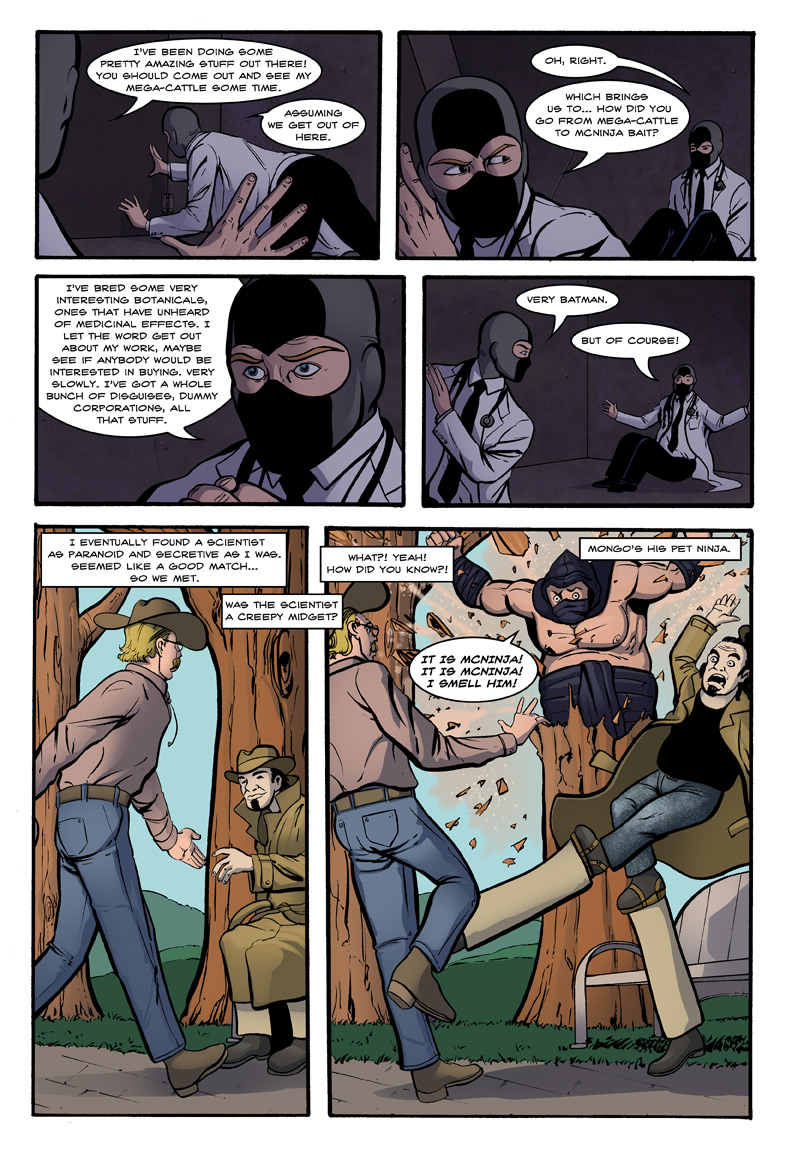 I'VE BEEN DOING SOME
PRETTY AMAZING STUFF OUT THERE!
YOU SHOULD COME OUT AND SEE MY
MEGA-CATTLE SOME TIME.
ASSUMING
WE GET OUT OF
HERE.
OH, RIGHT.
WHICH BRINGS
US TO... HOW DID YOU
GO FROM MEGA-CATTLE
TO MCNINJA BAIT?
I'VE BRED SOME VERY
INTERESTING BOTANICALS,
ONES THAT HAVE UNHEARD
OF MEDICINAL EFFECTS. I
LET THE WORD GET OUT
ABOUT MY WORK, MAYBE
SEE IF ANYBODY WOULD BE
INTERESTED IN BUYING. VERY
SLOWLY. I'VE GOT A WHOLE
BUNCH OF DISGUISES, DUMMY
CORPORATIONS, ALL
THAT STUFF.
VERY BATMAN.
BUT OF COURSE!
I EVENTUALLY FOUND A SCIENTIST
AS PARANOID AND SECRETIVE AS I WAS.
SEEMED LIKE A GOOD MATCH...
SO WE MET.
WAS THE SCIENTIST
A CREEPY MIDGET?
WHAT?! YEAH!
HOW DID YOU KNOW?!
MONGO'S HIS PET NINJA.
IT IS MCNINJA!
IT IS MCNINJA!
I SMELL HIM!